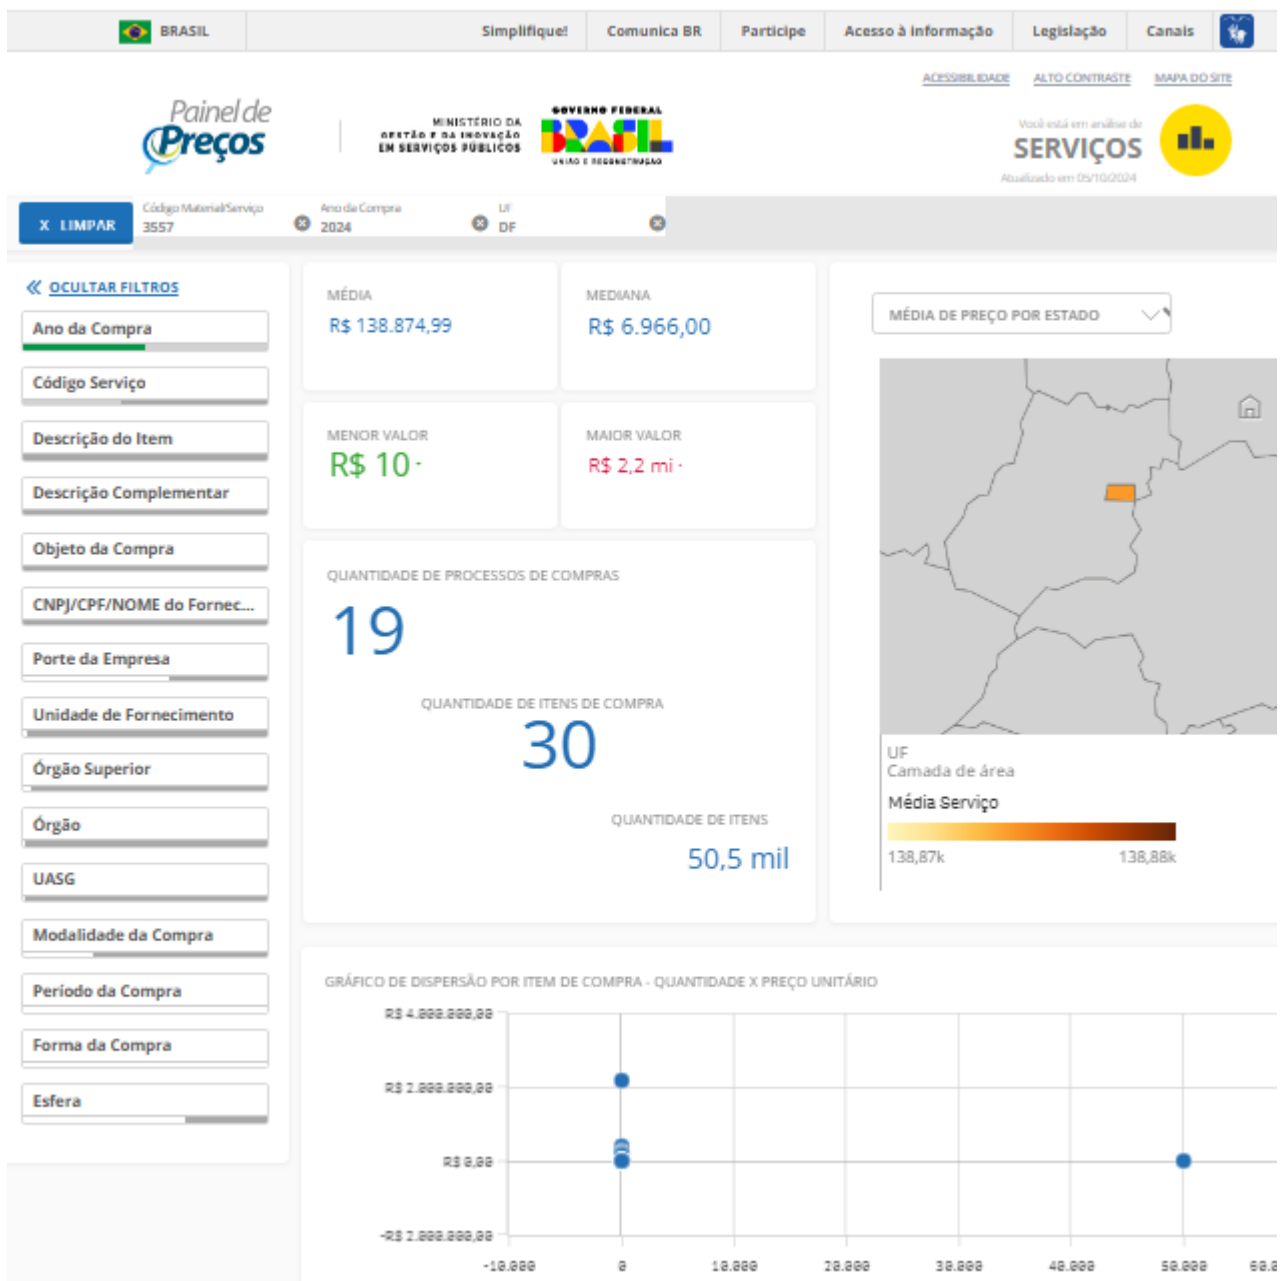 BRASIL
Simplifique!
Comunica BR
Participe
Acesso à informação
Legislação
Canais
ACESSIBILIDADE
ALTO CONTRASTE
MAPA DO SITE
Painel de
Preços
MINISTÉRIO DA
GESTÃO E DA INOVAÇÃO
EM SERVIÇOS PÚBLICOS
GOVERNO FEDERAL
BRASIL
UNIÃO E RECONSTRUÇÃO
Você está em análise de
SERVIÇOS
Atualizado em 05/10/2024
X LIMPAR
Código Material/Serviço
3557
Ano da Compra
2024
UF
DF
OCULTAR FILTROS
Ano da Compra
Código Serviço
Descrição do Item
Descrição Complementar
Objeto da Compra
CNPJ/CPF/NOME do Fornec...
Porte da Empresa
Unidade de Fornecimento
Órgão Superior
Órgão
UASG
Modalidade da Compra
Período da Compra
Forma da Compra
Esfera
MÉDIA
R$ 138.874,99
MEDIANA
R$ 6.966,00
MENOR VALOR
R$ 10
MAIOR VALOR
R$ 2,2 mi
QUANTIDADE DE PROCESSOS DE COMPRAS
19
QUANTIDADE DE ITENS DE COMPRA
30
QUANTIDADE DE ITENS
50,5 mil
MÉDIA DE PREÇO POR ESTADO
UF
Camada de área
Média Serviço
138,87k
138,88k
GRÁFICO DE DISPERSÃO POR ITEM DE COMPRA - QUANTIDADE X PREÇO UNITÁRIO
R$ 4.000.000,00
R$ 2.000.000,00
R$ 0,00
-R$ 2.000.000,00
-10.000
0
10.000
20.000
30.000
40.000
50.000
60.0